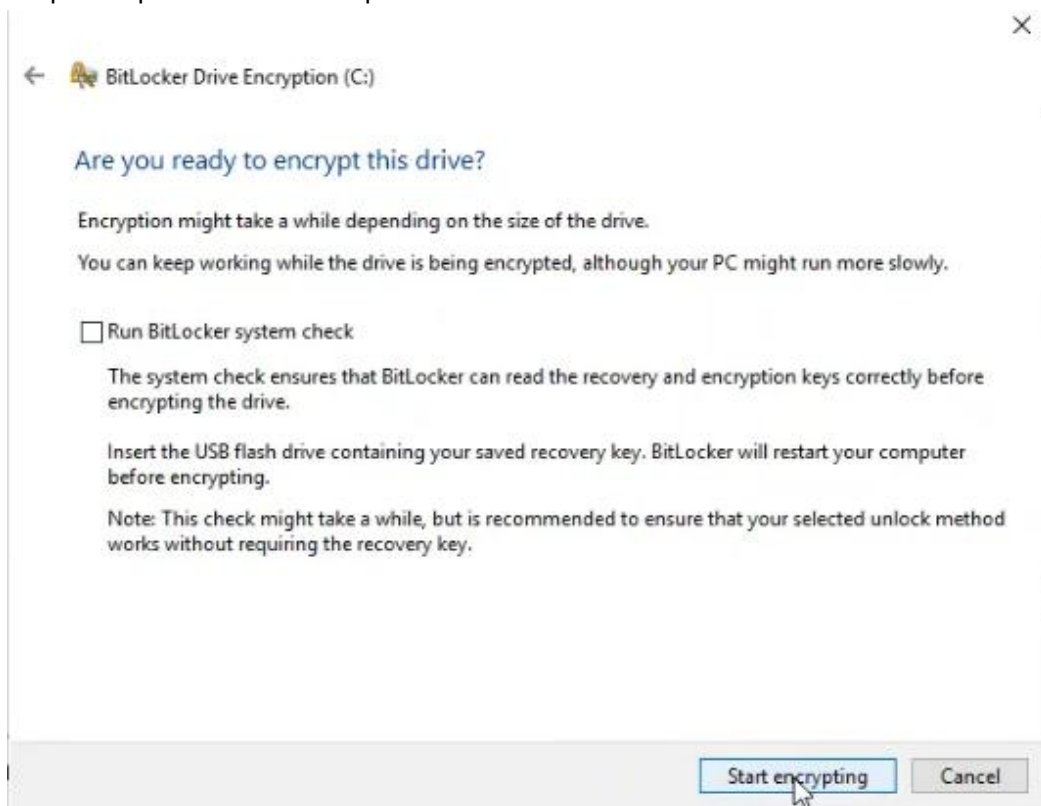 BitLocker Drive Encryption (C:)
Are you ready to encrypt this drive?
Encryption might take a while depending on the size of the drive.
You can keep working while the drive is being encrypted, although your PC might run more slowly.
Run BitLocker system check
The system check ensures that BitLocker can read the recovery and encryption keys correctly before
encrypting the drive.
Insert the USB flash drive containing your saved recovery key. BitLocker will restart your computer
before encrypting.
Note: This check might take a while, but is recommended to ensure that your selected unlock method
works without requiring the recovery key.
Start encrypting
Cancel